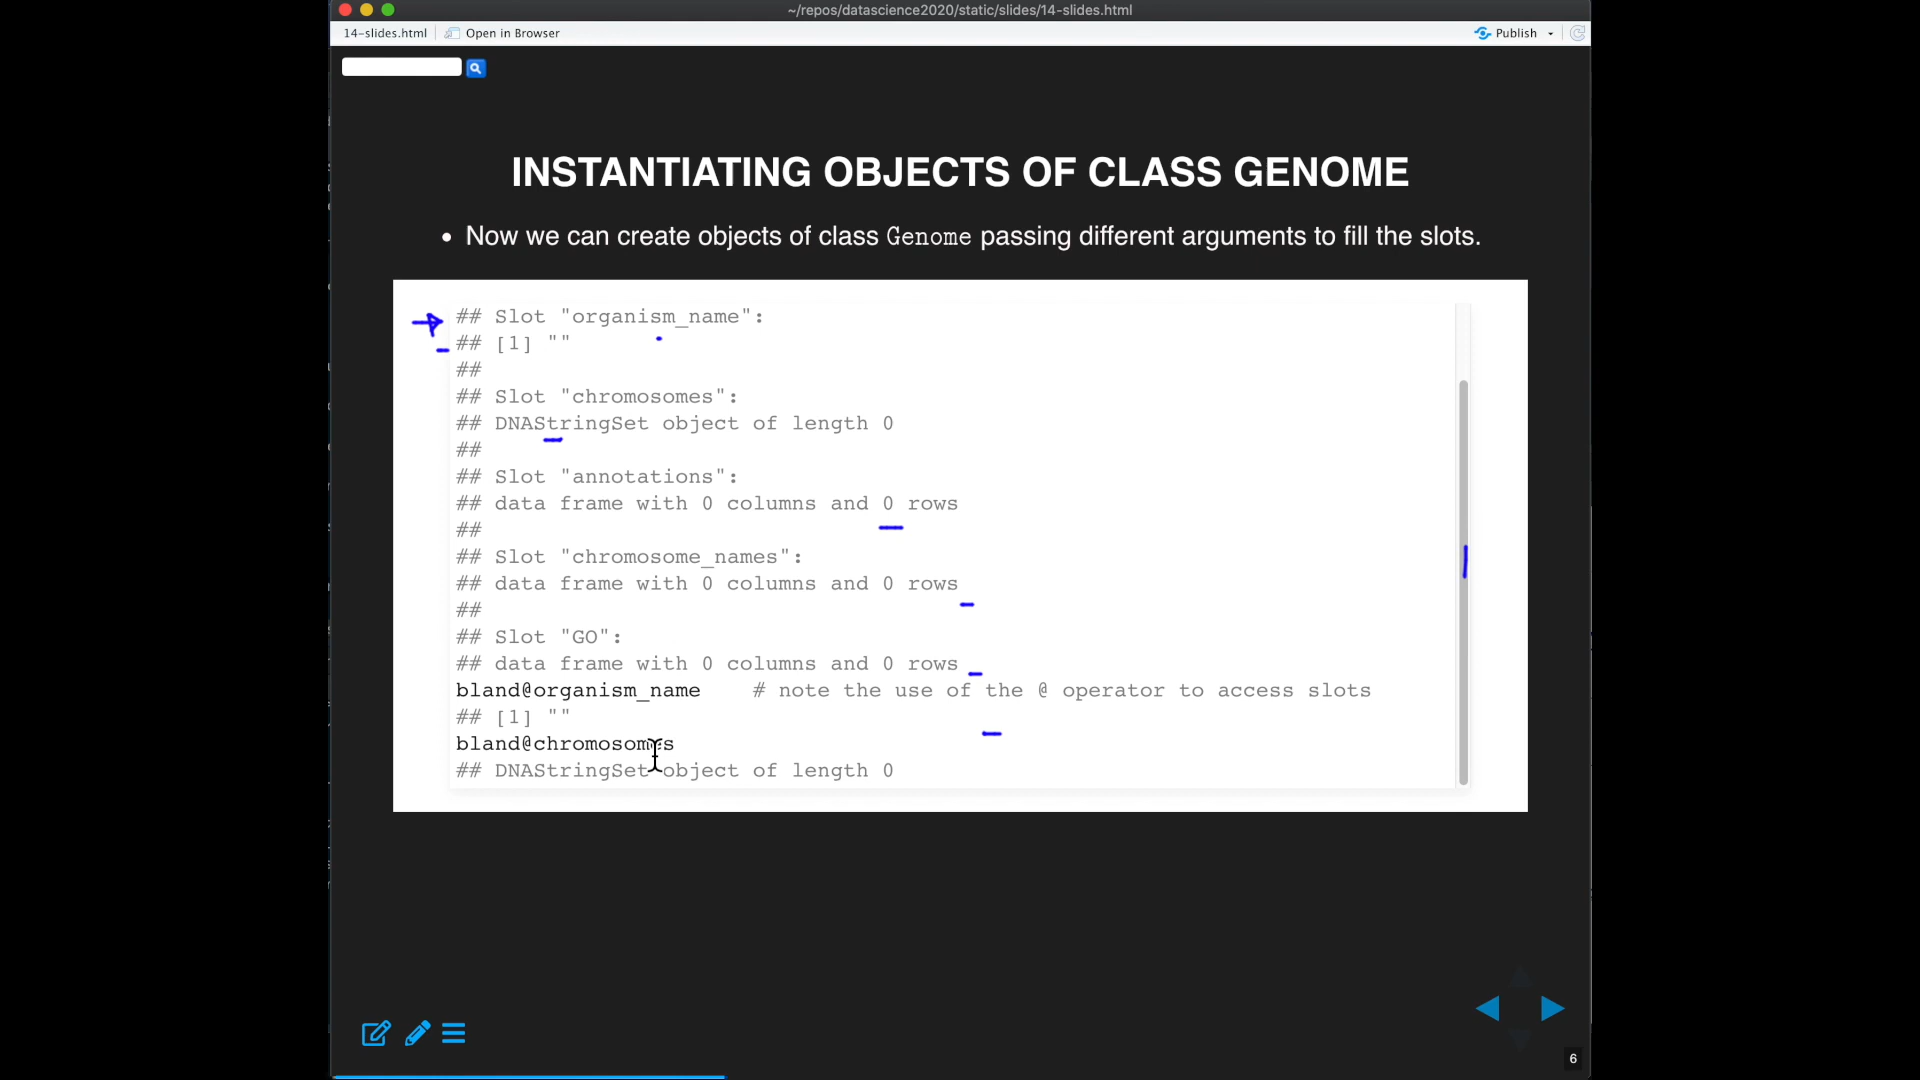 ~/repos/datascience2020/static/slides/14-slides.html
14-slides.html
Open in Browser
Publish
INSTANTIATING OBJECTS OF CLASS GENOME
• Now we can create objects of class Genome passing different arguments to fill the slots.
## Slot "organism_name":
## [1] ""
##
## Slot "chromosomes":
## DNAStringSet object of length 0
##
## Slot "annotations":
## data frame with 0 columns and 0 rows
##
## Slot "chromosome_names":
## data frame with 0 columns and 0 rows
##
## Slot "GO":
## data frame with 0 columns and 0 rows
bland@organism_name    # note the use of the @ operator to access slots
## [1] ""
bland@chromosomes
## DNAStringSet object of length 0
6